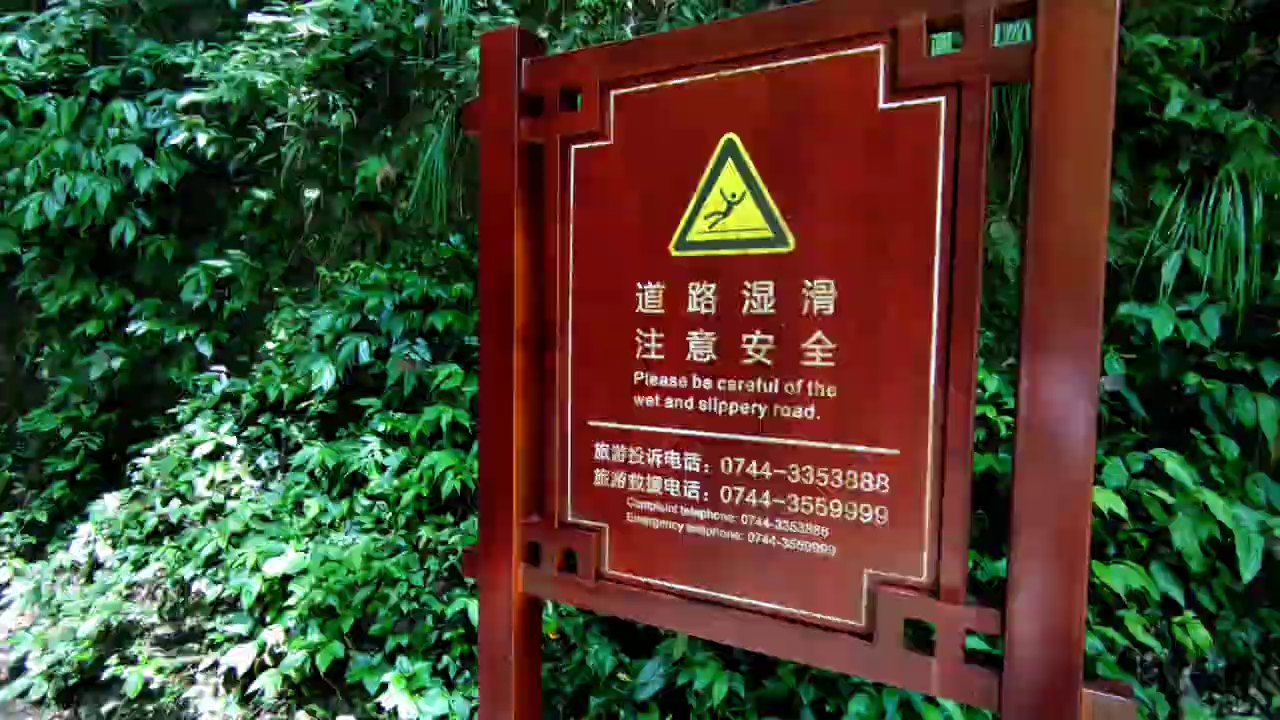 道路湿滑
注意安全
Please be careful of the
wet and slippery road.
旅游投诉电话：0744-3353888
旅游救援电话：0744-3559999
Complaint telephone: 0744-3353888
Emergency telephone: 0744-3559999